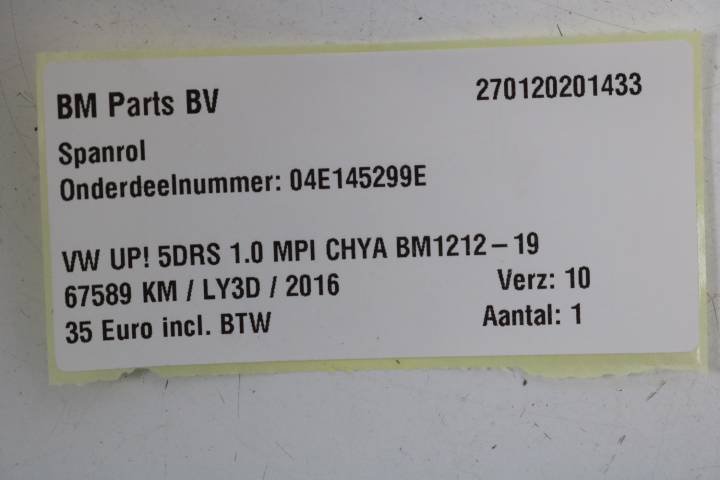 BM Parts BV 270120201433
Spanrol
Onderdeelnummer: 04E145299E
VW UP! 5DRS 1.0 MPI CHYA BM1212-19
67589 KM / LY3D / 2016 Verz: 10
35 Euro incl. BTW Aantal: 1